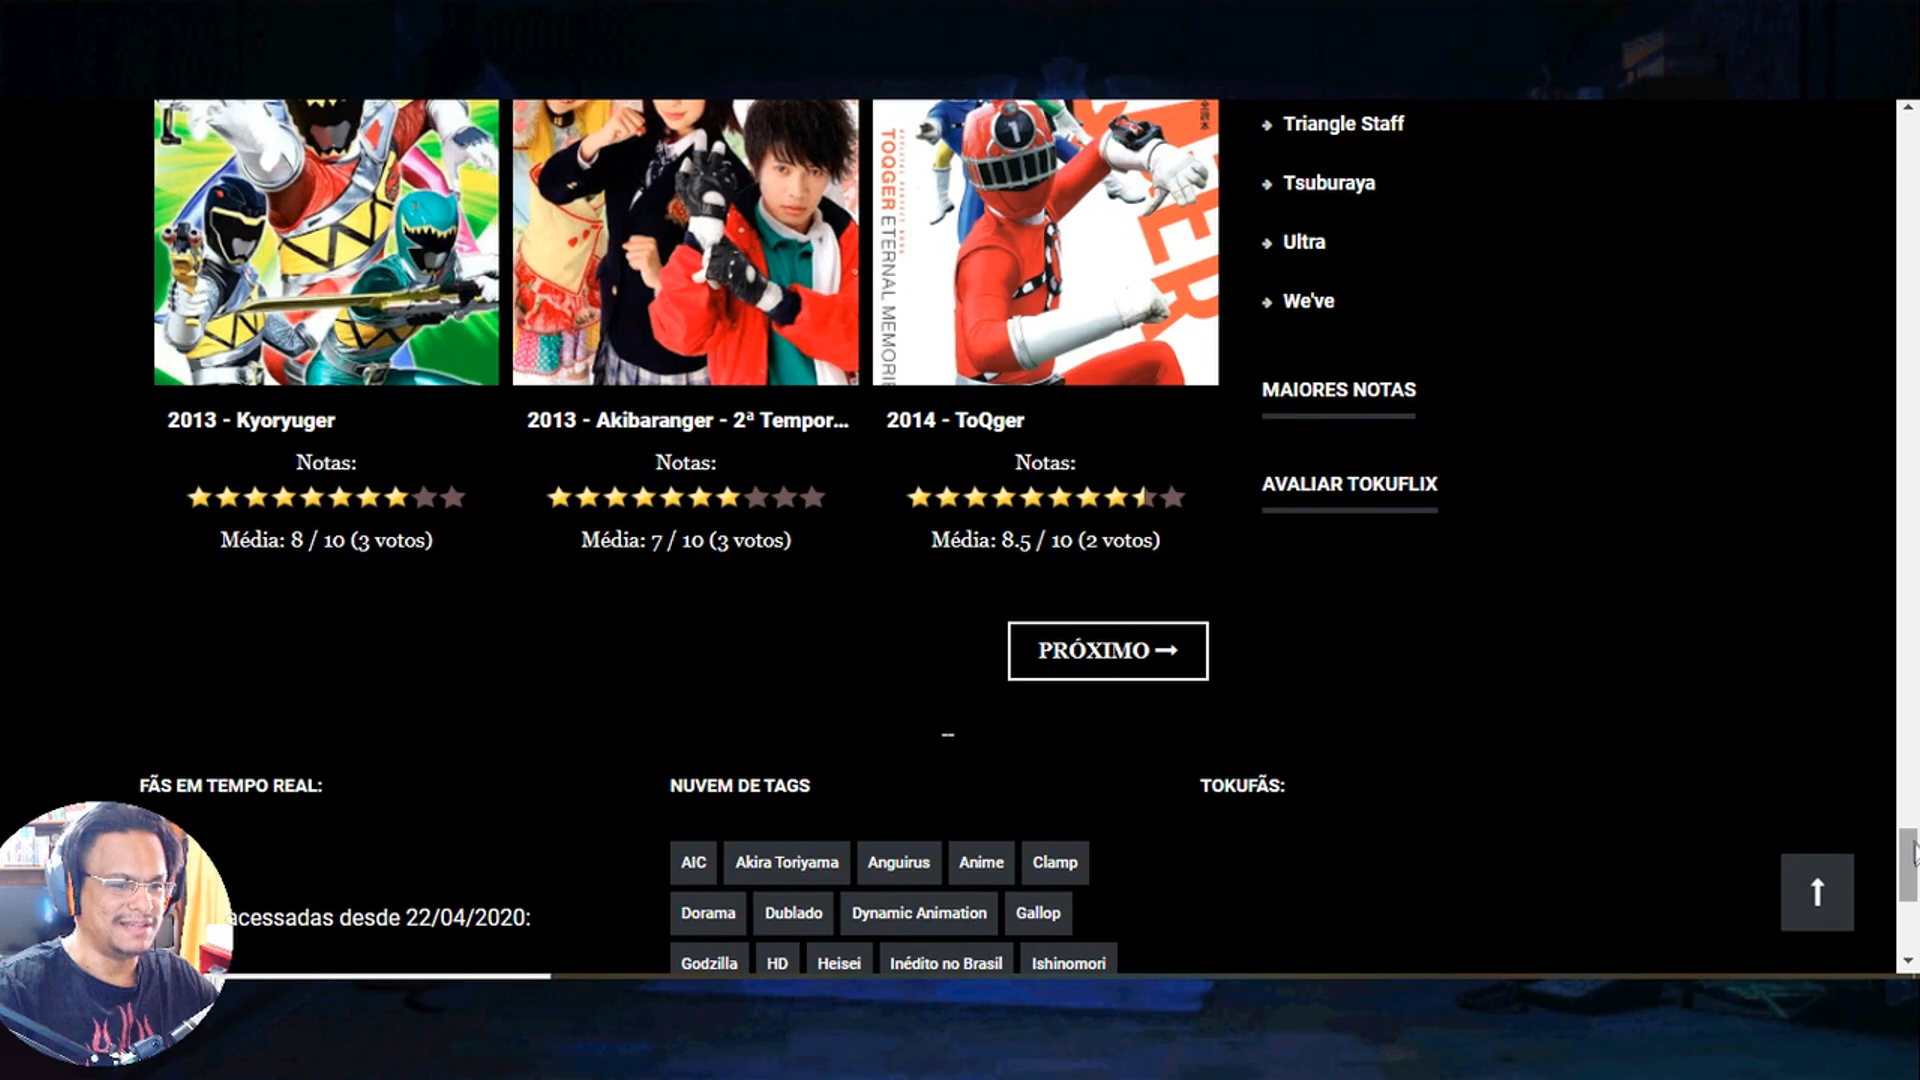 TOQGER ETERNAL MEMORIE
ER
1
Triangle Staff
Tsuburaya
Ultra
We've
MAIORES NOTAS
AVALIAR TOKUFLIX
2013 - Kyoryuger
2013 - Akibaranger - 2ª Tempor...
2014 - ToQger
Notas:
Notas:
Notas:
Média: 8 / 10 (3 votos)
Média: 7 / 10 (3 votos)
Média: 8.5 / 10 (2 votos)
PRÓXIMO
--
FÃS EM TEMPO REAL:
NUVEM DE TAGS
TOKUFÃS:
acessadas desde 22/04/2020:
AIC Akira Toriyama Anguirus Anime Clamp
Dorama Dublado Dynamic Animation Gallop
Godzilla HD Heisei Inédito no Brasil Ishinomori